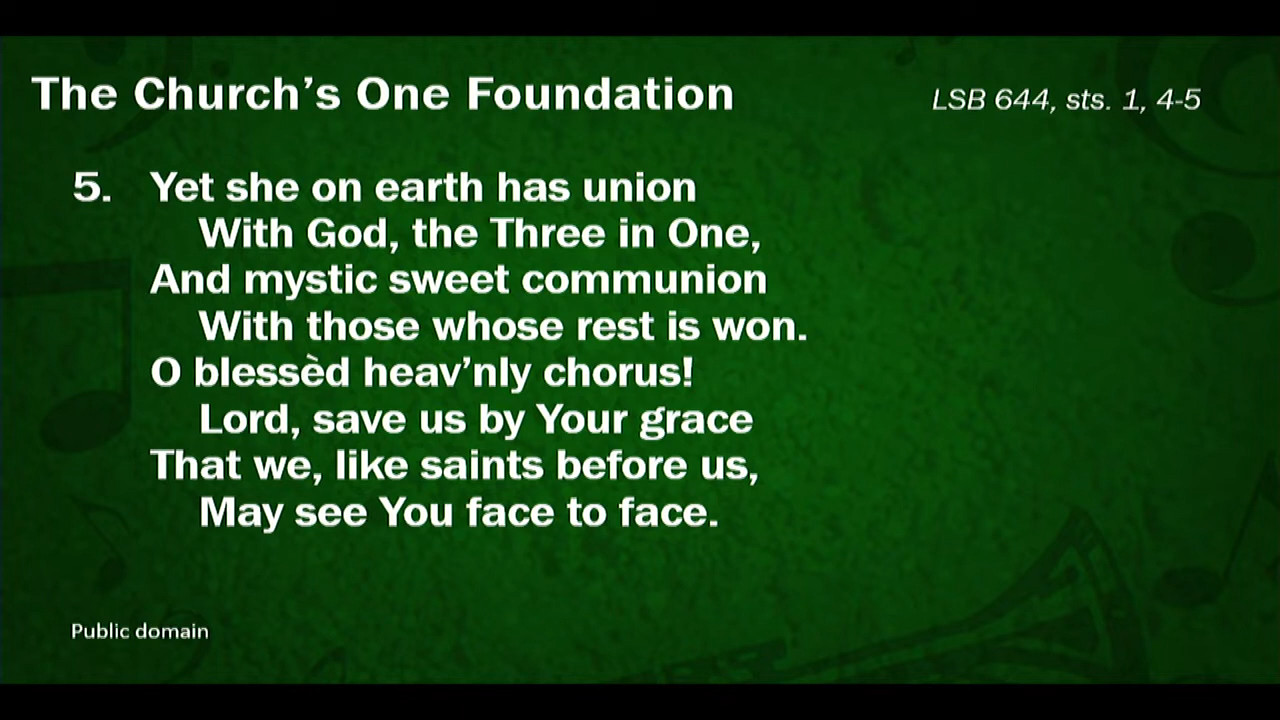 The Church’s One Foundation
LSB 644, sts. 1, 4-5
5. Yet she on earth has union
With God, the Three in One,
And mystic sweet communion
With those whose rest is won.
O blessèd heav’nly chorus!
Lord, save us by Your grace
That we, like saints before us,
May see You face to face.
Public domain